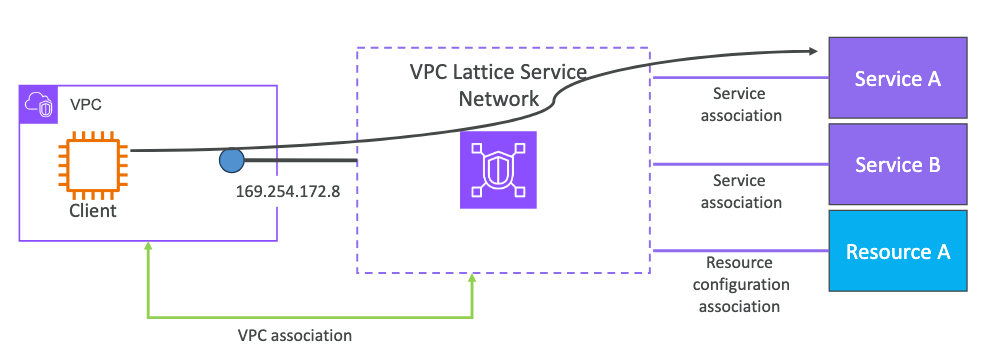 VPC
Client
169.254.172.8
VPC association
VPC Lattice Service
Network
Service
association
Service
association
Resource
configuration
association
Service A
Service B
Resource A